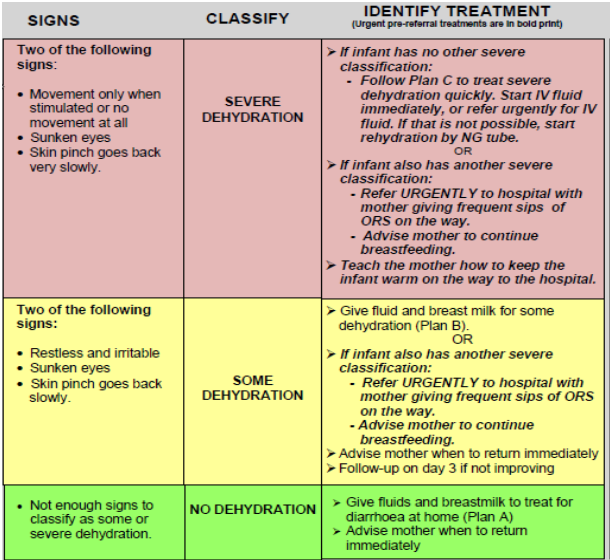 SIGNS
CLASSIFY
IDENTIFY TREATMENT
(Urgent pre-referral treatments are in bold print)
Two of the following
signs:
• Movement only when
stimulated or no
movement at all
• Sunken eyes
• Skin pinch goes back
very slowly.
SEVERE
DEHYDRATION
➢ If infant has no other severe
classification:
- Follow Plan C to treat severe
dehydration quickly. Start IV fluid
immediately, or refer urgently for IV
fluid. If that is not possible, start
rehydration by NG tube.
OR
➢ If infant also has another severe
classification:
- Refer URGENTLY to hospital with
mother giving frequent sips of
ORS on the way.
- Advise mother to continue
breastfeeding.
➢ Teach the mother how to keep the
infant warm on the way to the hospital.
Two of the following
signs:
• Restless and irritable
• Sunken eyes
• Skin pinch goes back
slowly.
SOME
DEHYDRATION
➢ Give fluid and breast milk for some
dehydration (Plan B).
OR
➢ If infant also has another severe
classification:
- Refer URGENTLY to hospital with
mother giving frequent sips of ORS
on the way.
- Advise mother to continue
breastfeeding.
➢ Advise mother when to return immediately
➢ Follow-up on day 3 if not improving
• Not enough signs to
classify as some or
severe dehydration.
NO DEHYDRATION
➢ Give fluids and breastmilk to treat for
diarrhoea at home (Plan A)
➢ Advise mother when to return
immediately